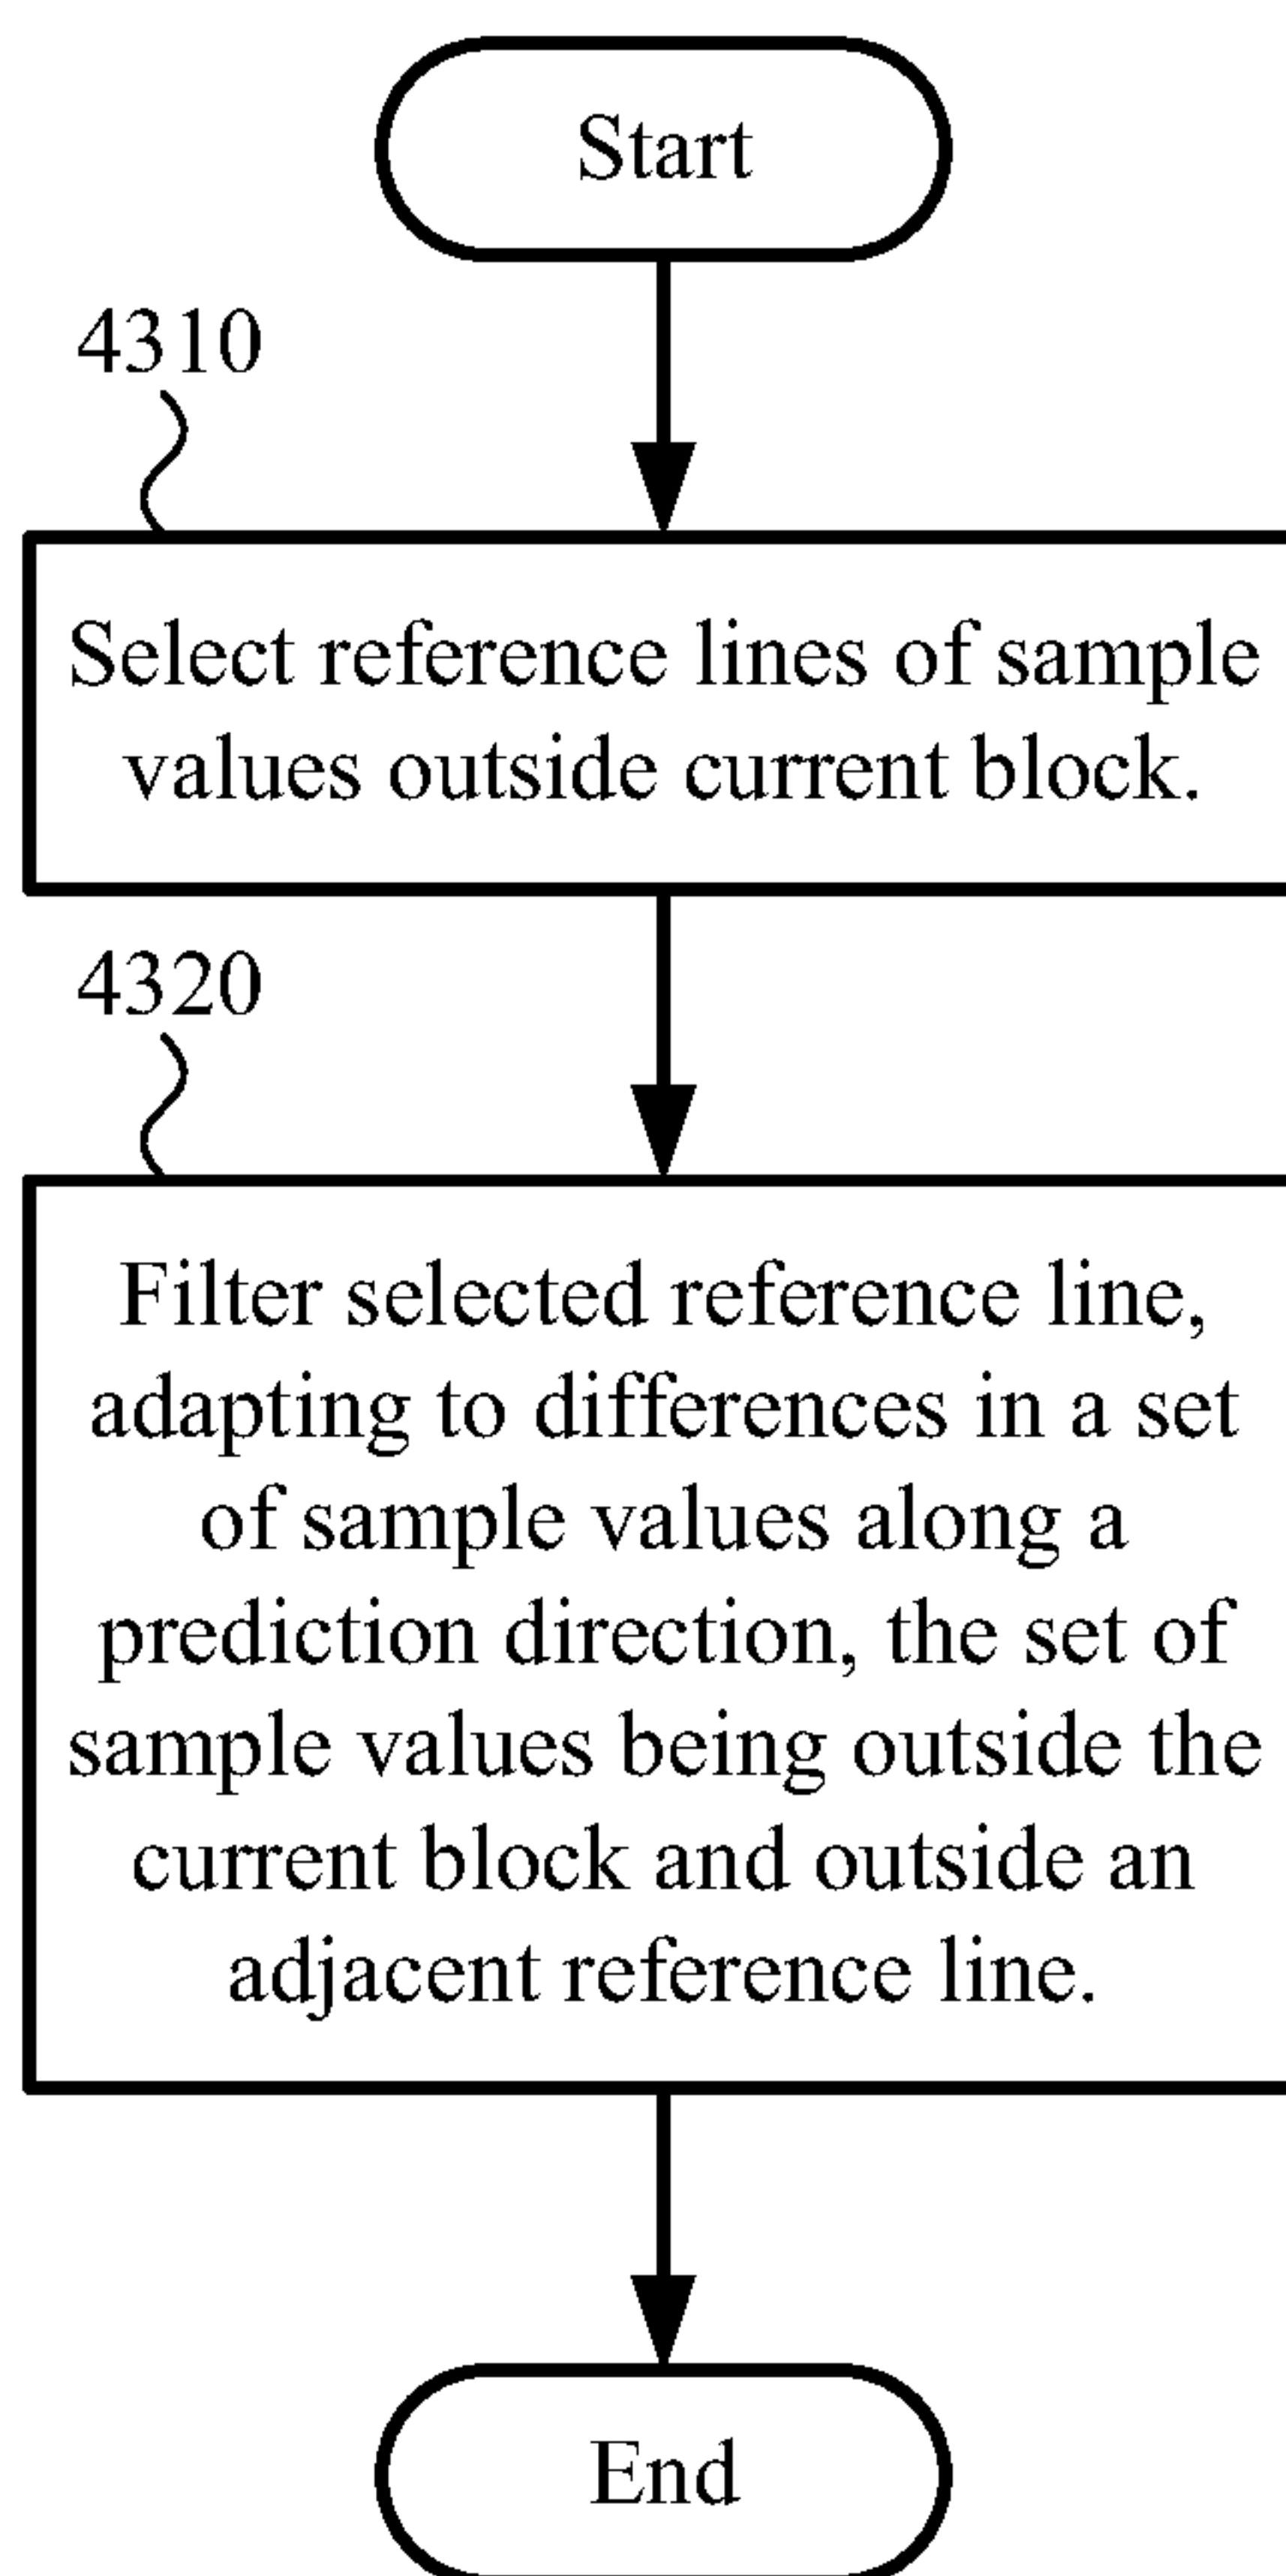 Start
4310
Select reference lines of sample
values outside current block.
4320
Filter selected reference line,
adapting to differences in a set
of sample values along a
prediction direction, the set of
sample values being outside the
current block and outside an
adjacent reference line.
End